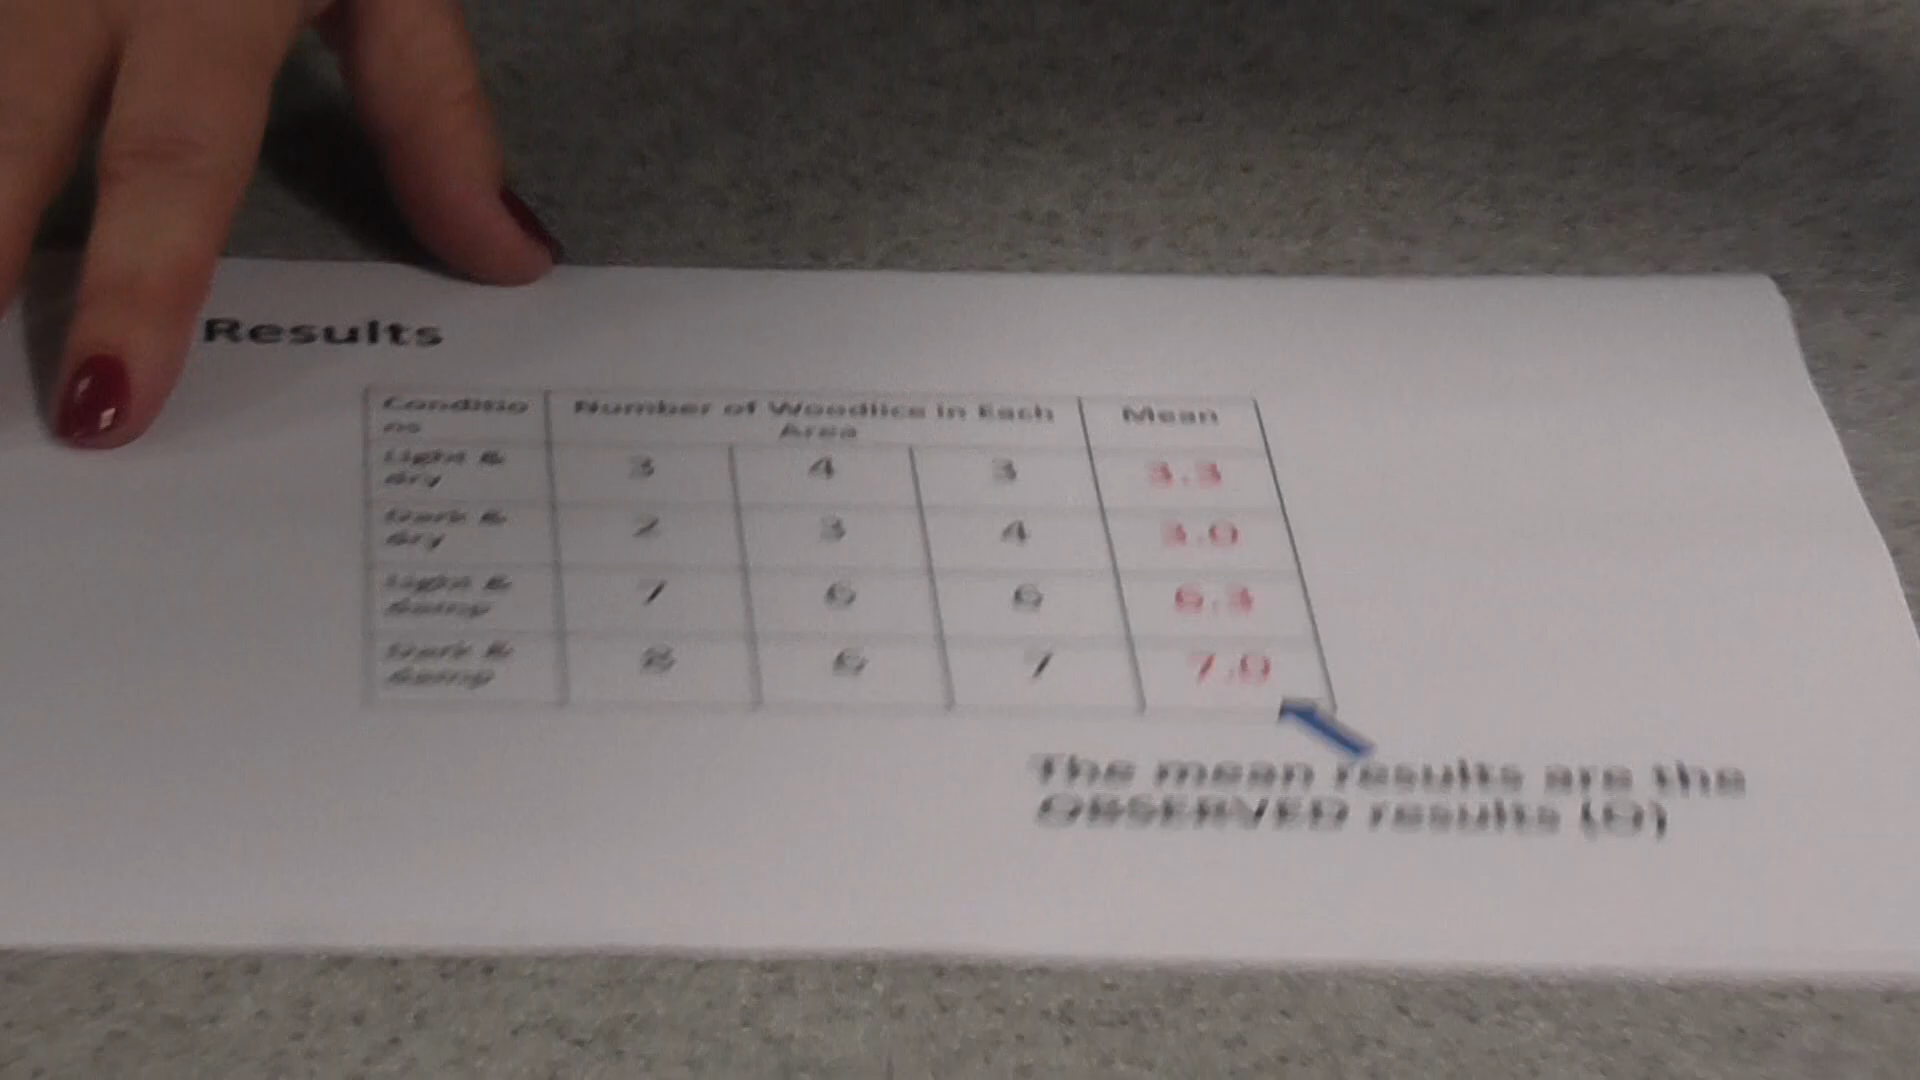 Results
Conditio
ns
Number of Woodlice in Each
Area
Mean
Light &
dry
3 4 3 3.3
Dark &
dry
2 3 4 3.0
Light &
damp
7 6 6 6.3
Dark &
damp
8 6 7 7.0
The mean results are the
OBSERVED results (O)